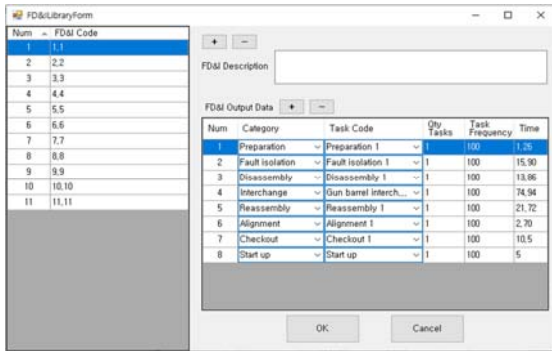 FD&ILibraryForm
Num FD&I Code
1 1,1
2 2,2
3 3,3
4 4,4
5 5,5
6 6,6
7 7,7
8 8,8
9 9,9
10 10,10
11 11,11
+ −
FD&I Description
FD&I Output Data + −
Num Category Task Code Qty Tasks Task Frequency Time
1 Preparation Preparation 1 1 100 1,26
2 Fault isolation Fault isolation 1 1 100 15,90
3 Disassembly Disassembly 1 1 100 13,86
4 Interchange Gun barrel interch,... 1 100 74,94
5 Reassembly Reassembly 1 1 100 21,72
6 Alignment Alignment 1 1 100 2,70
7 Checkout Checkout 1 1 100 10,5
8 Start up Start up 1 100 5
OK Cancel